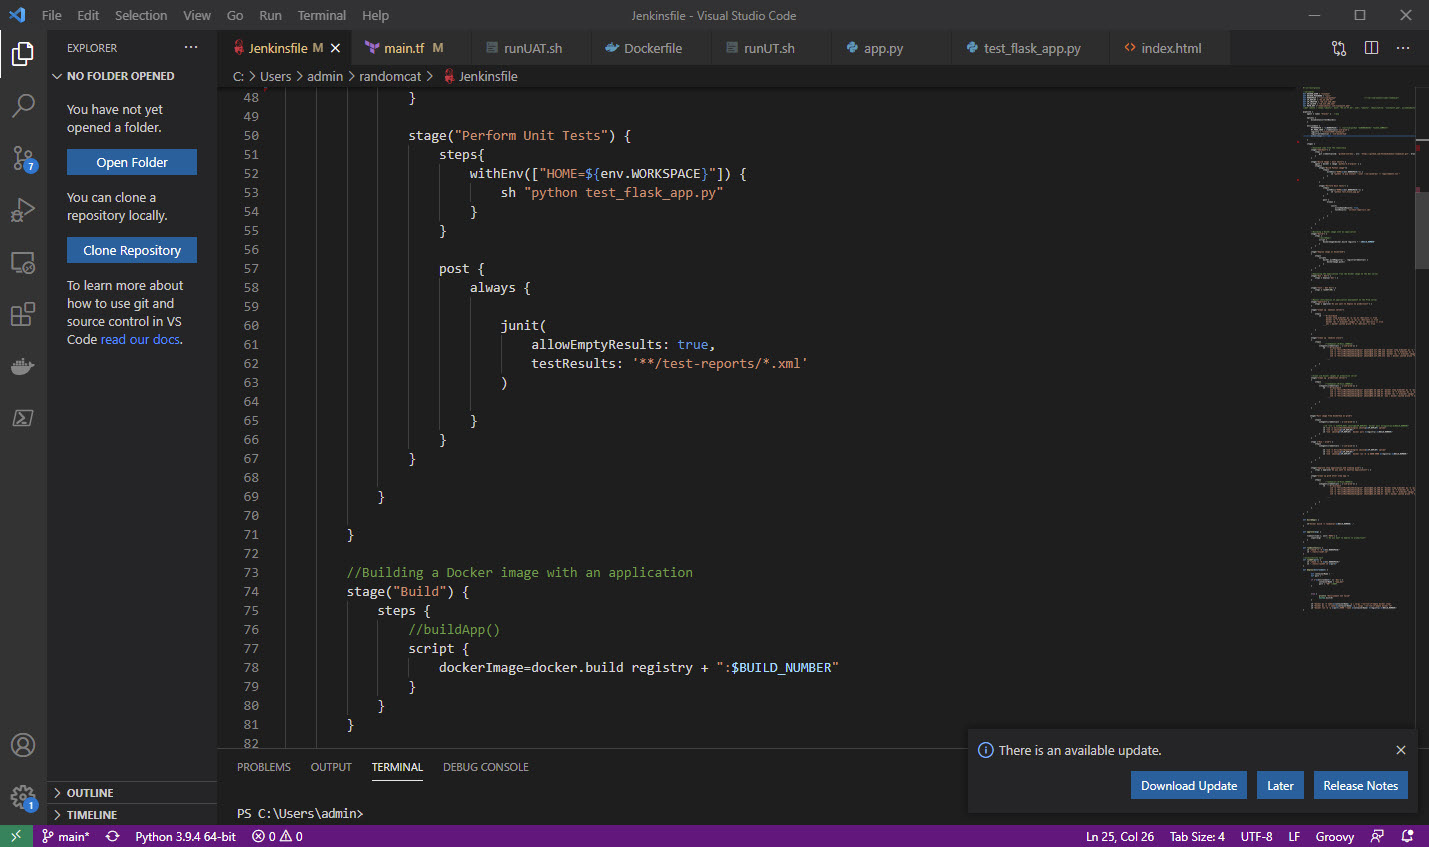 File Edit Selection View Go Run Terminal Help
Jenkinsfile - Visual Studio Code
EXPLORER
NO FOLDER OPENED
You have not yet
opened a folder.
Open Folder
You can clone a
repository locally.
Clone Repository
To learn more about
how to use git and
source control in VS
Code read our docs.
OUTLINE
TIMELINE
7
1
Jenkinsfile M
main.tf M
runUAT.sh
Dockerfile
runUT.sh
app.py
test_flask_app.py
index.html
C: > Users > admin > randomcat > Jenkinsfile
48 }
49
50 stage("Perform Unit Tests") {
51 steps{
52 withEnv(["HOME=${env.WORKSPACE}"]) {
53 sh "python test_flask_app.py"
54 }
55 }
56
57 post {
58 always {
59
60 junit(
61 allowEmptyResults: true,
62 testResults: '**/test-reports/*.xml'
63 )
64
65 }
66 }
67 }
68
69 }
70
71 }
72
73 //Building a Docker image with an application
74 stage("Build") {
75 steps {
76 //buildApp()
77 script {
78 dockerImage=docker.build registry + ":$BUILD_NUMBER"
79 }
80 }
81 }
82
PROBLEMS OUTPUT TERMINAL DEBUG CONSOLE
PS C:\Users\admin>
There is an available update.
Download Update Later Release Notes
main* Python 3.9.4 64-bit 0 0 Ln 25, Col 26 Tab Size: 4 UTF-8 LF Groovy